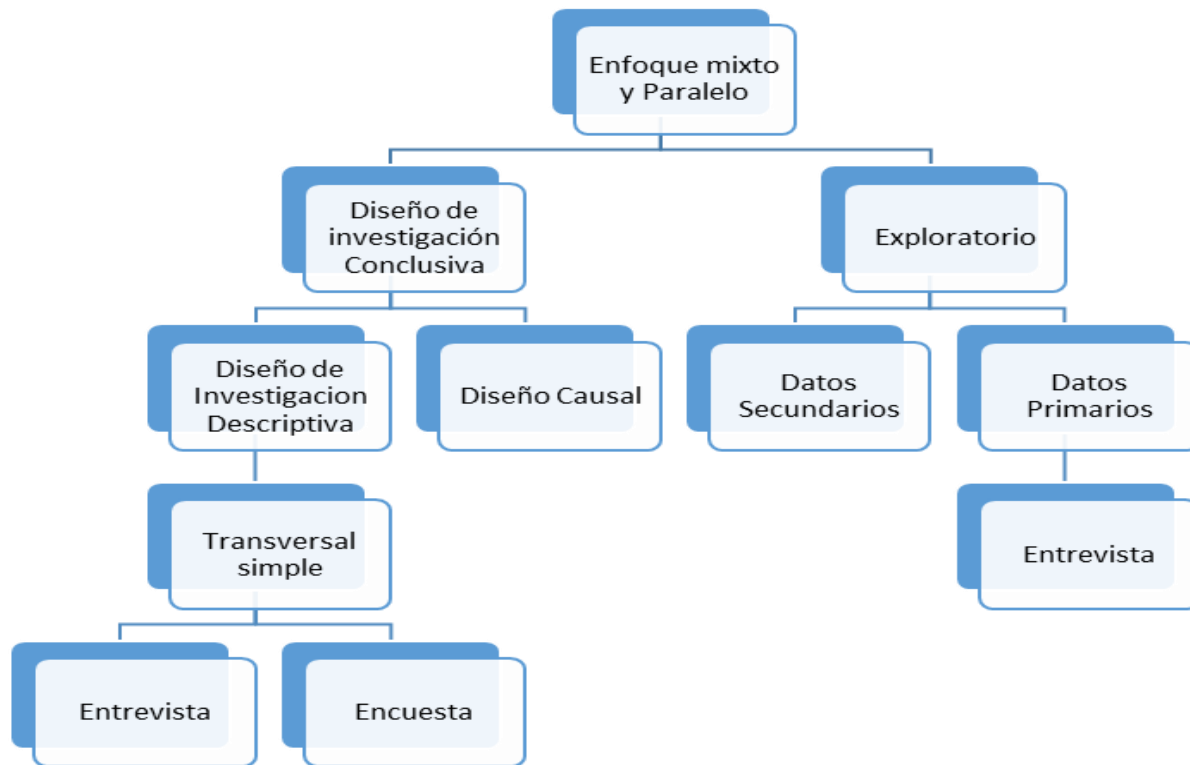 Enfoque mixto
y Paralelo
Diseño de
investigación
Conclusiva
Exploratorio
Diseño de
Investigacion
Descriptiva
Diseño Causal
Datos
Secundarios
Datos
Primarios
Transversal
simple
Entrevista
Entrevista
Encuesta